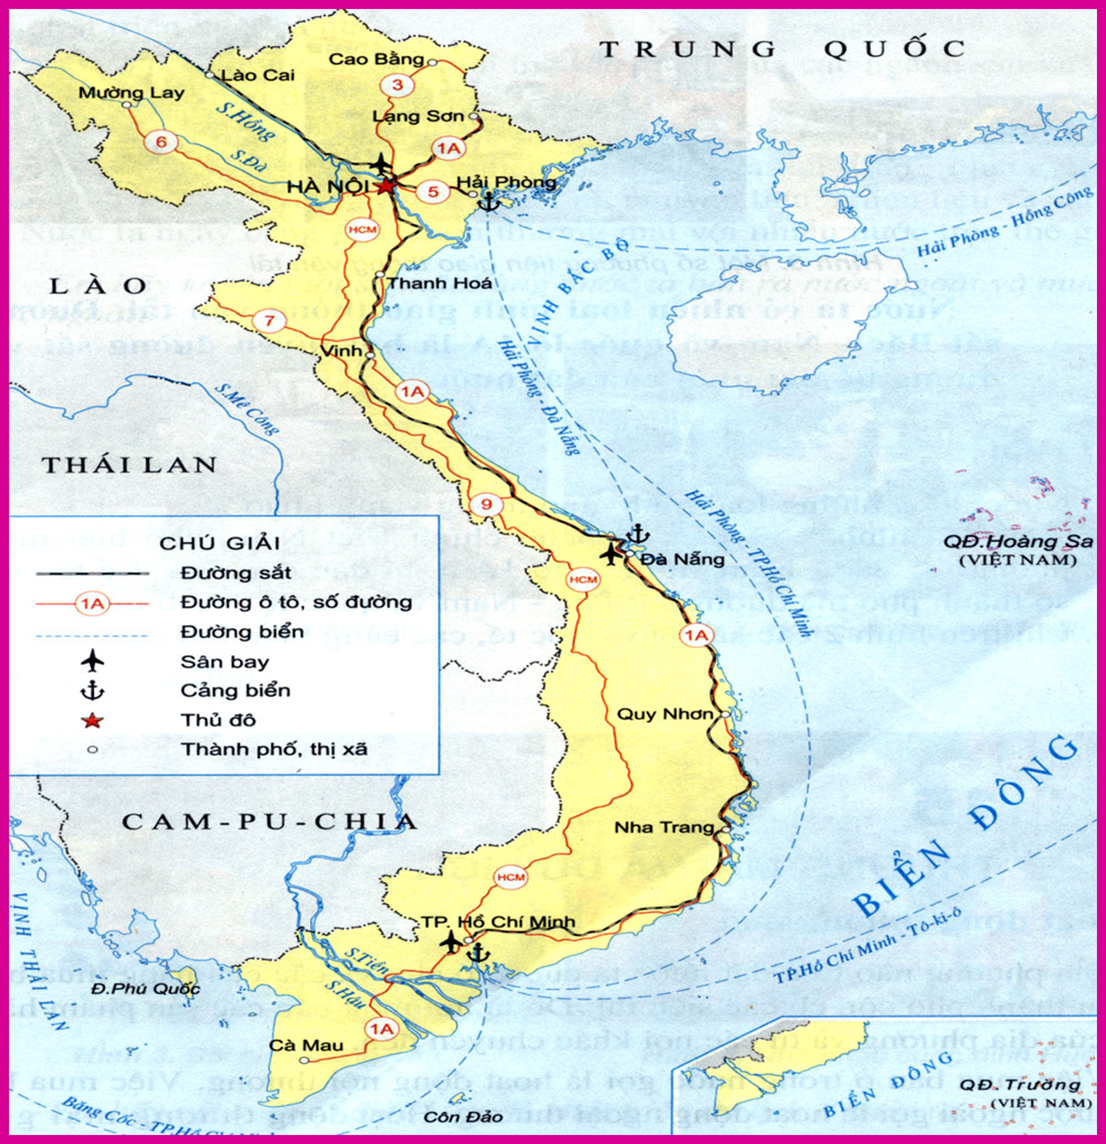 TRUNG QUỐC
Cao Bằng
Lào Cai
3
Mường Lay
Lạng Sơn
S.Hồng
1A
6
S.Đà
HÀ NỘI
5
Hải Phòng
Hải Phòng - Hồng Công
HCM
VỊNH BẮC BỘ
LÀO
Thanh Hoá
7
Vinh
Hải Phòng - Đà Nẵng
1A
S.Mê Công
THÁI LAN
9
Hải Phòng - TP.Hồ Chí Minh
QĐ. Hoàng Sa
(VIỆT NAM)
Đà Nẵng
CHÚ GIẢI
Đường sắt
1A
Đường ô tô, số đường
Đường biển
Sân bay
Cảng biển
Thủ đô
Thành phố, thị xã
HCM
1A
Quy Nhơn
BIỂN ĐÔNG
CAM-PU-CHIA
Nha Trang
HCM
TP. Hồ Chí Minh
TP.Hồ Chí Minh - Tô-ki-ô
VỊNH THÁI LAN
S.Tiền
S.Hậu
Đ.Phú Quốc
1A
Cà Mau
Côn Đảo
BIỂN ĐÔNG
QĐ. Trường
(VIỆT NAM)